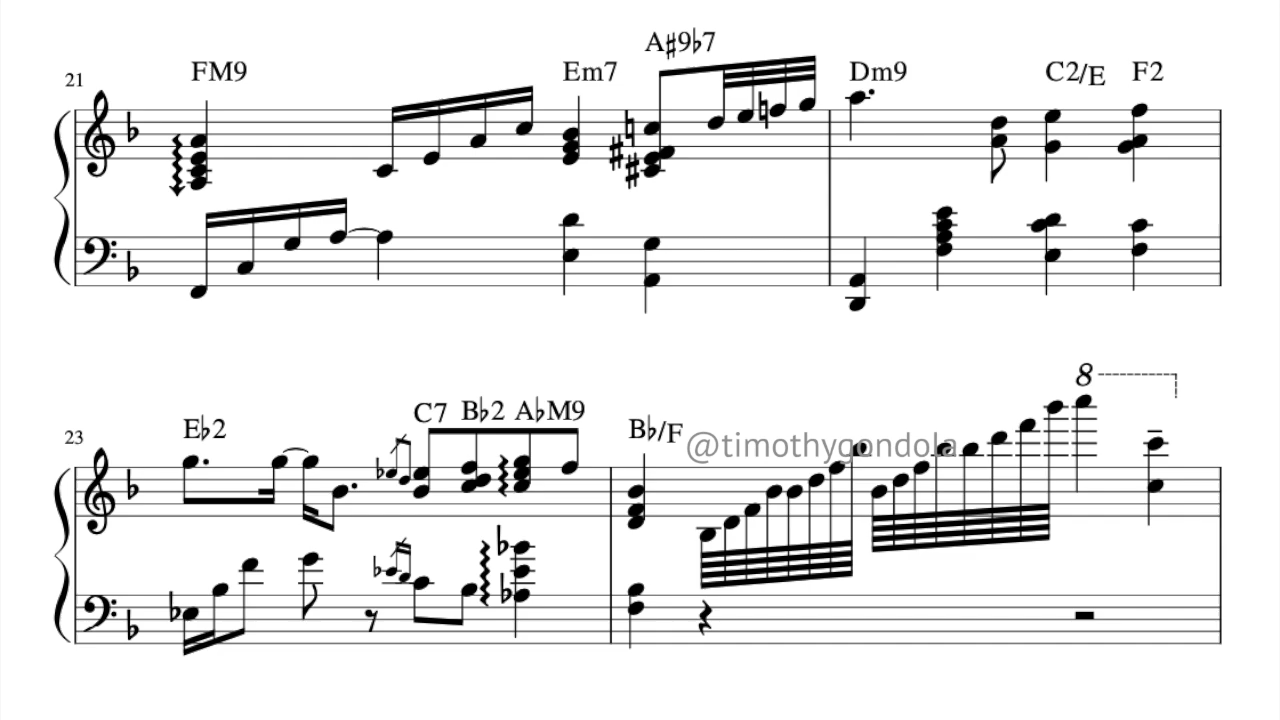 A♯9♭7
21 FM9 Em7 Dm9 C2/E F2
8
23 E♭2 C7 B♭2 A♭M9 B♭/F
@timothygondola